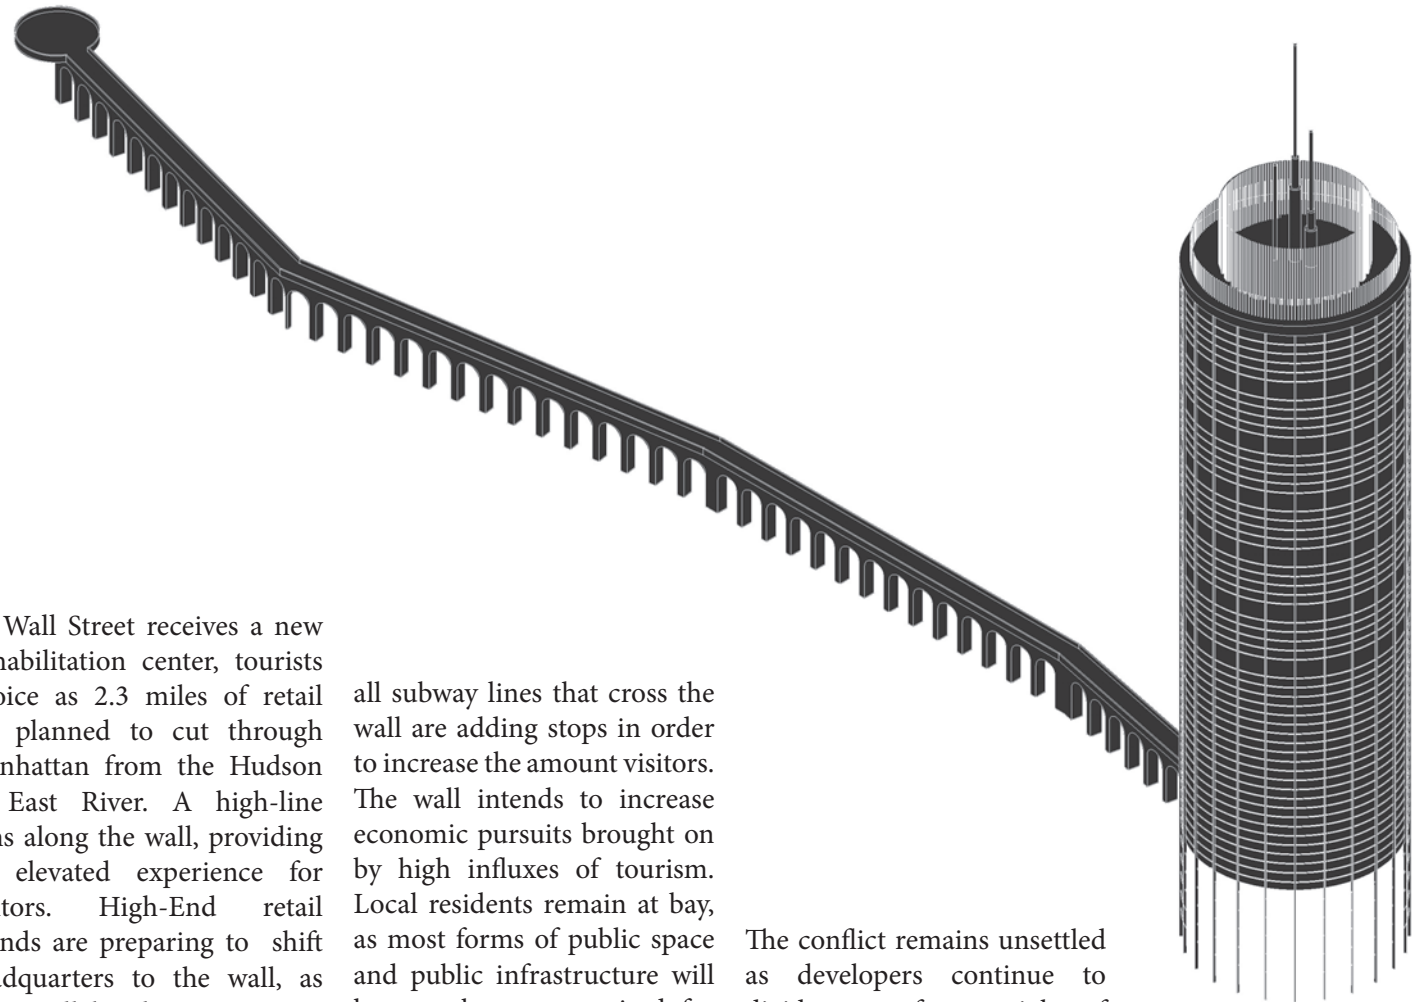 Wall Street receives a new
habilitation center, tourists
oice as 2.3 miles of retail
planned to cut through
nhattan from the Hudson
East River. A high-line
ns along the wall, providing
elevated experience for
tors. High-End retail
nds are preparing to shift
dquarters to the wall, as
all subway lines that cross the
wall are adding stops in order
to increase the amount visitors.
The wall intends to increase
economic pursuits brought on
by high influxes of tourism.
Local residents remain at bay,
as most forms of public space
and public infrastructure will
The conflict remains unsettled
as developers continue to